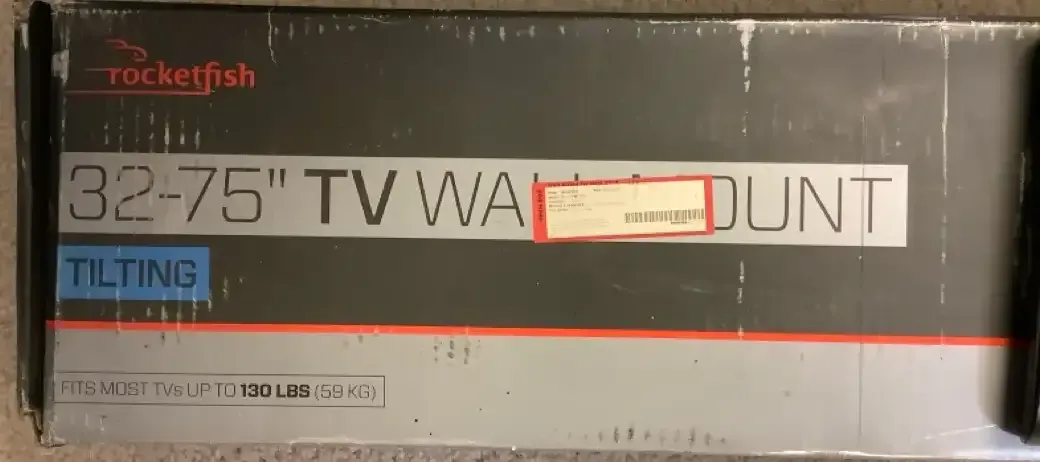 rocketfish
32-75" TV WA OUNT
TILTING
FITS MOST TVs UP TO 130 LBS (59 KG)